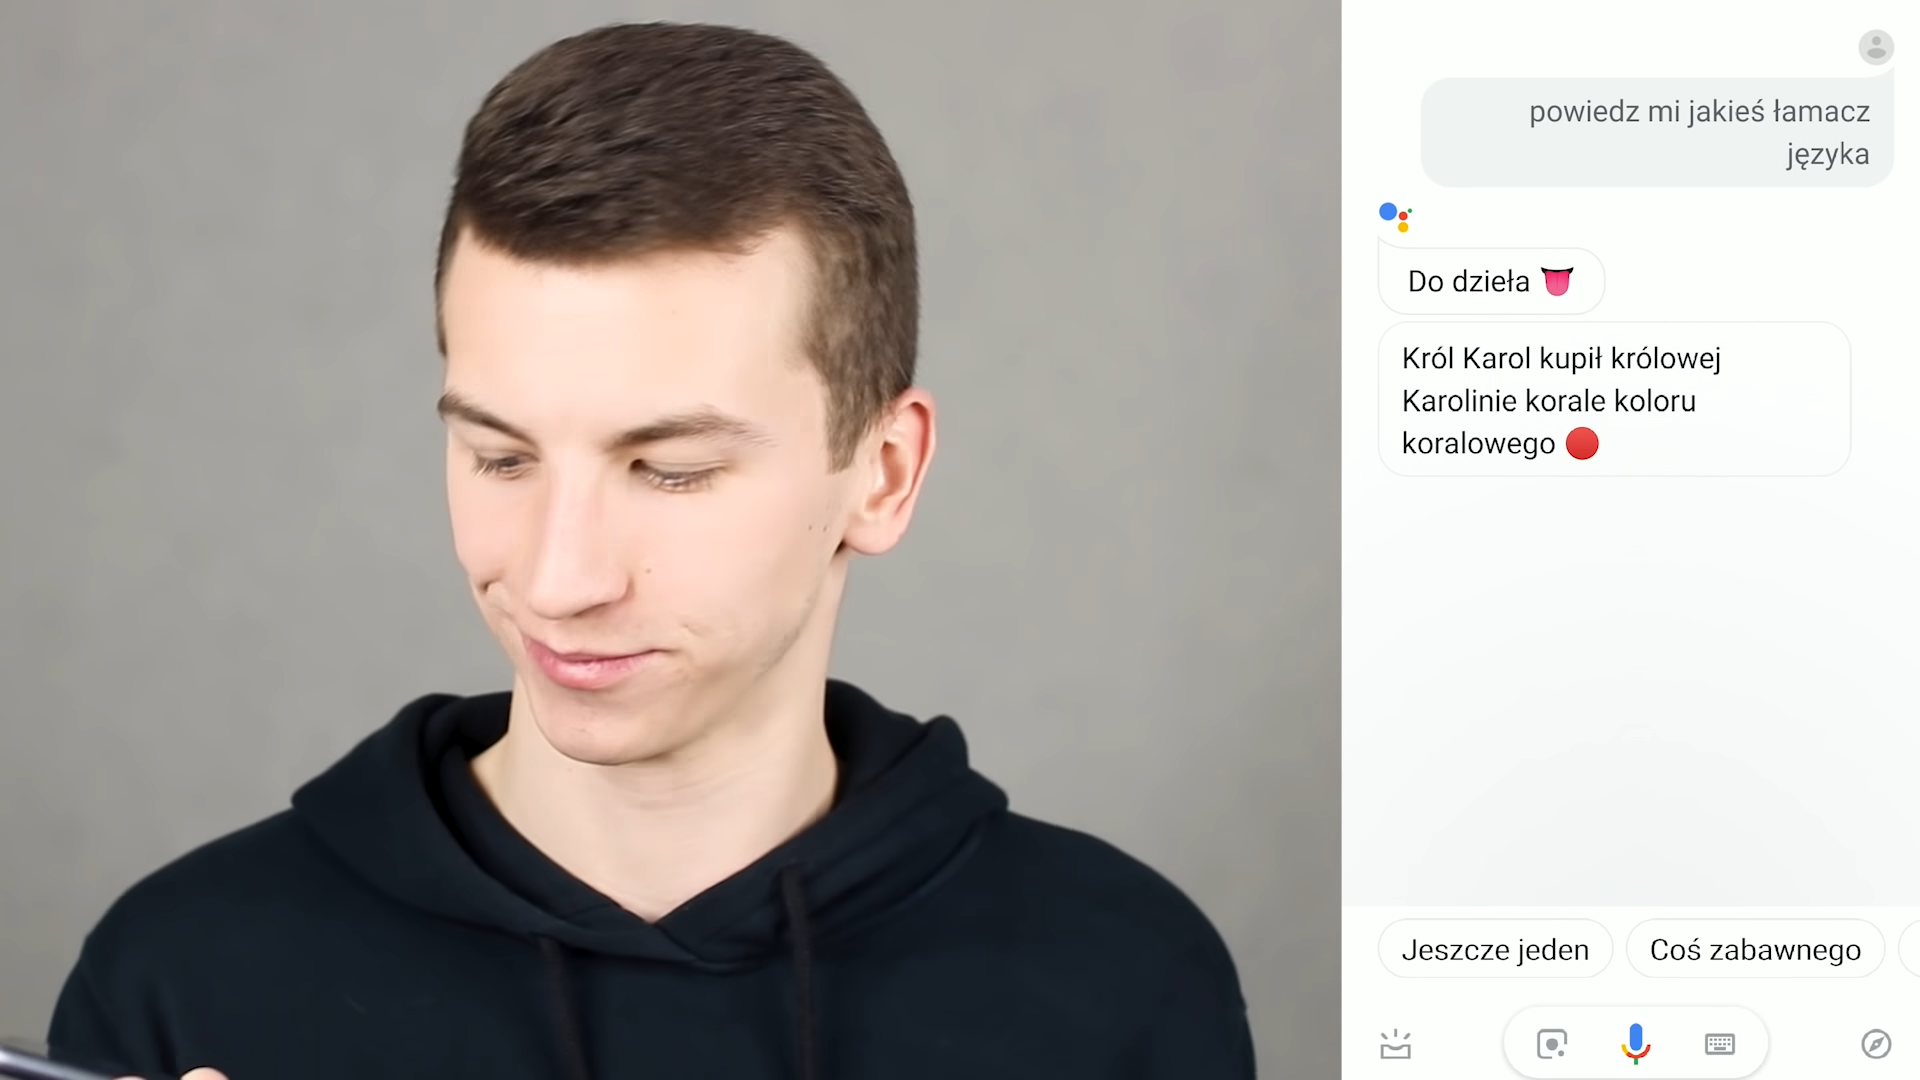 powiedz mi jakieś łamacz
języka
Do dzieła 👅
Król Karol kupił królowej
Karolinie korale koloru
koralowego 🔴
Jeszcze jeden
Coś zabawnego